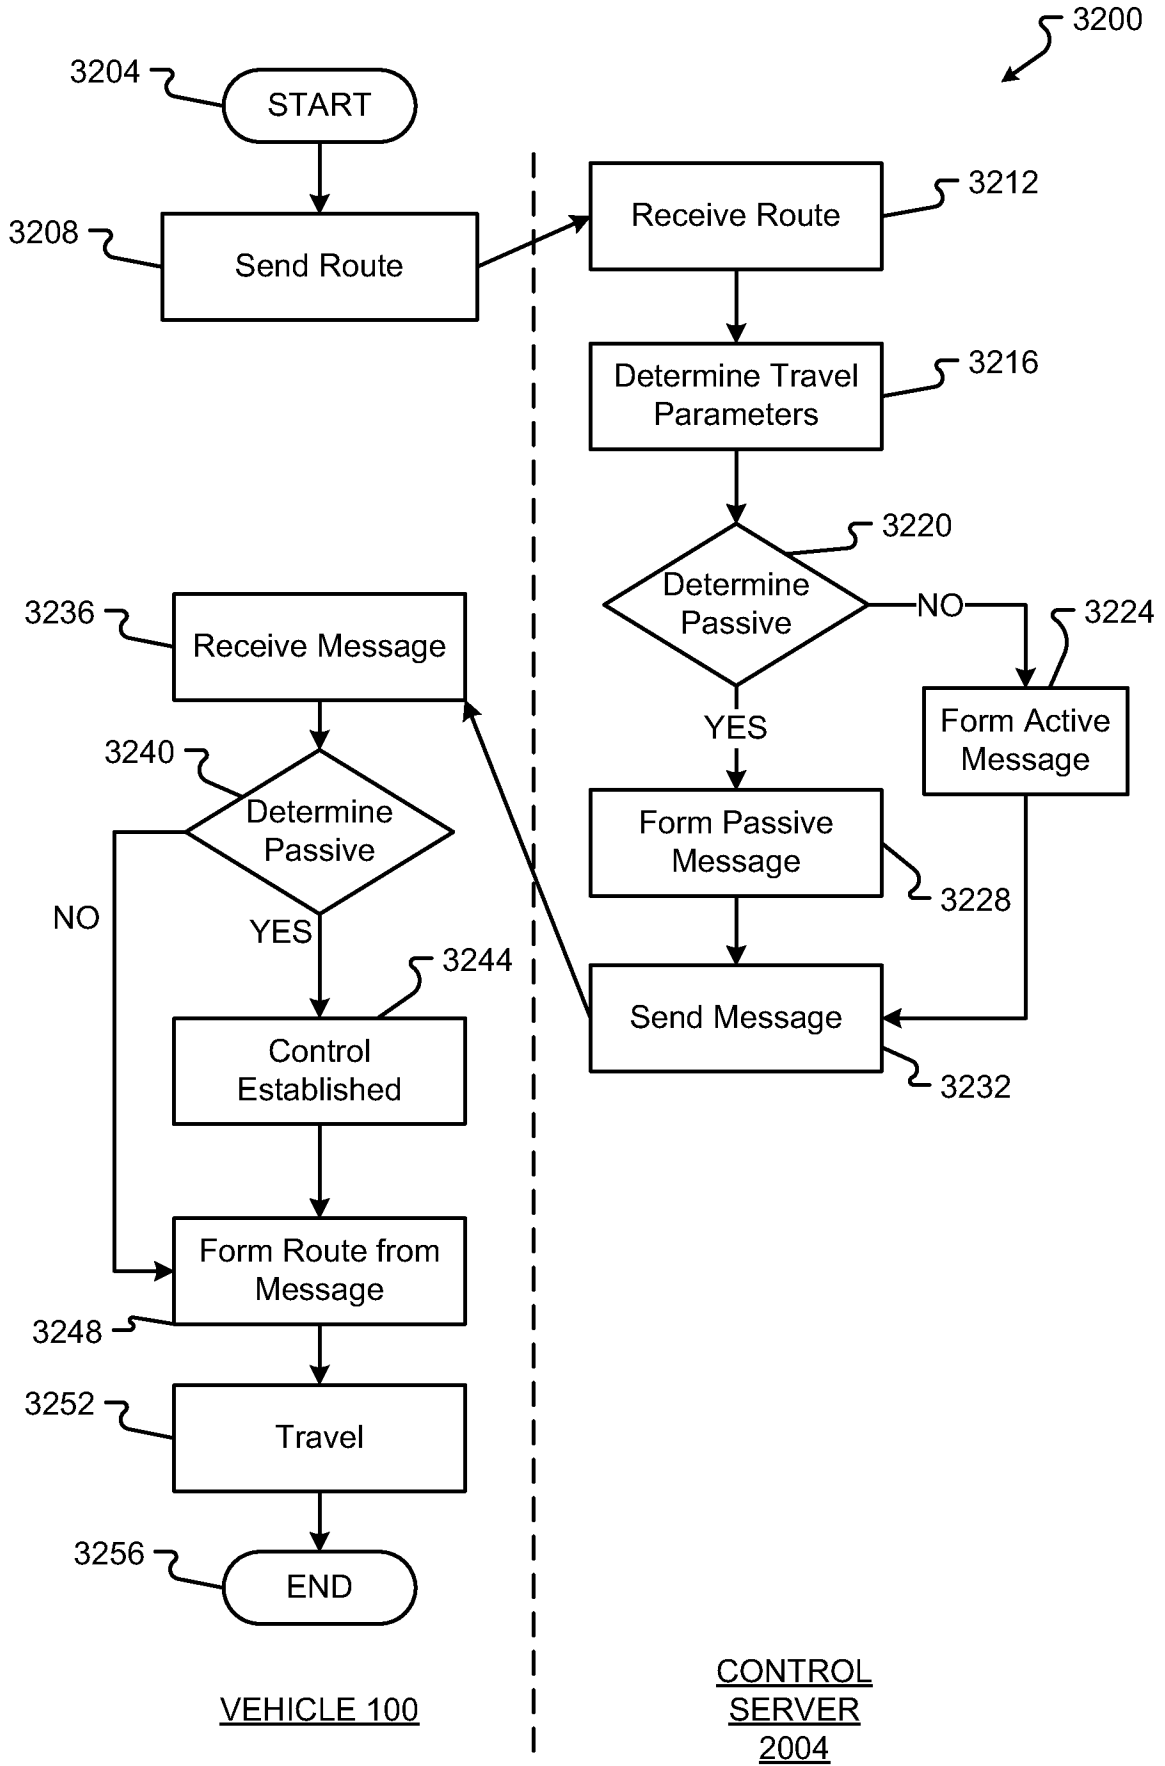 3200
3204
START
3208
Send Route
Receive Route
3212
Determine Travel
Parameters
3216
Determine
Passive
3220
NO
YES
3224
Form Active
Message
Form Passive
Message
3228
Send Message
3232
3236
Receive Message
3240
Determine
Passive
NO
YES
3244
Control
Established
Form Route from
Message
3248
3252
Travel
3256
END
VEHICLE 100
CONTROL
SERVER
2004